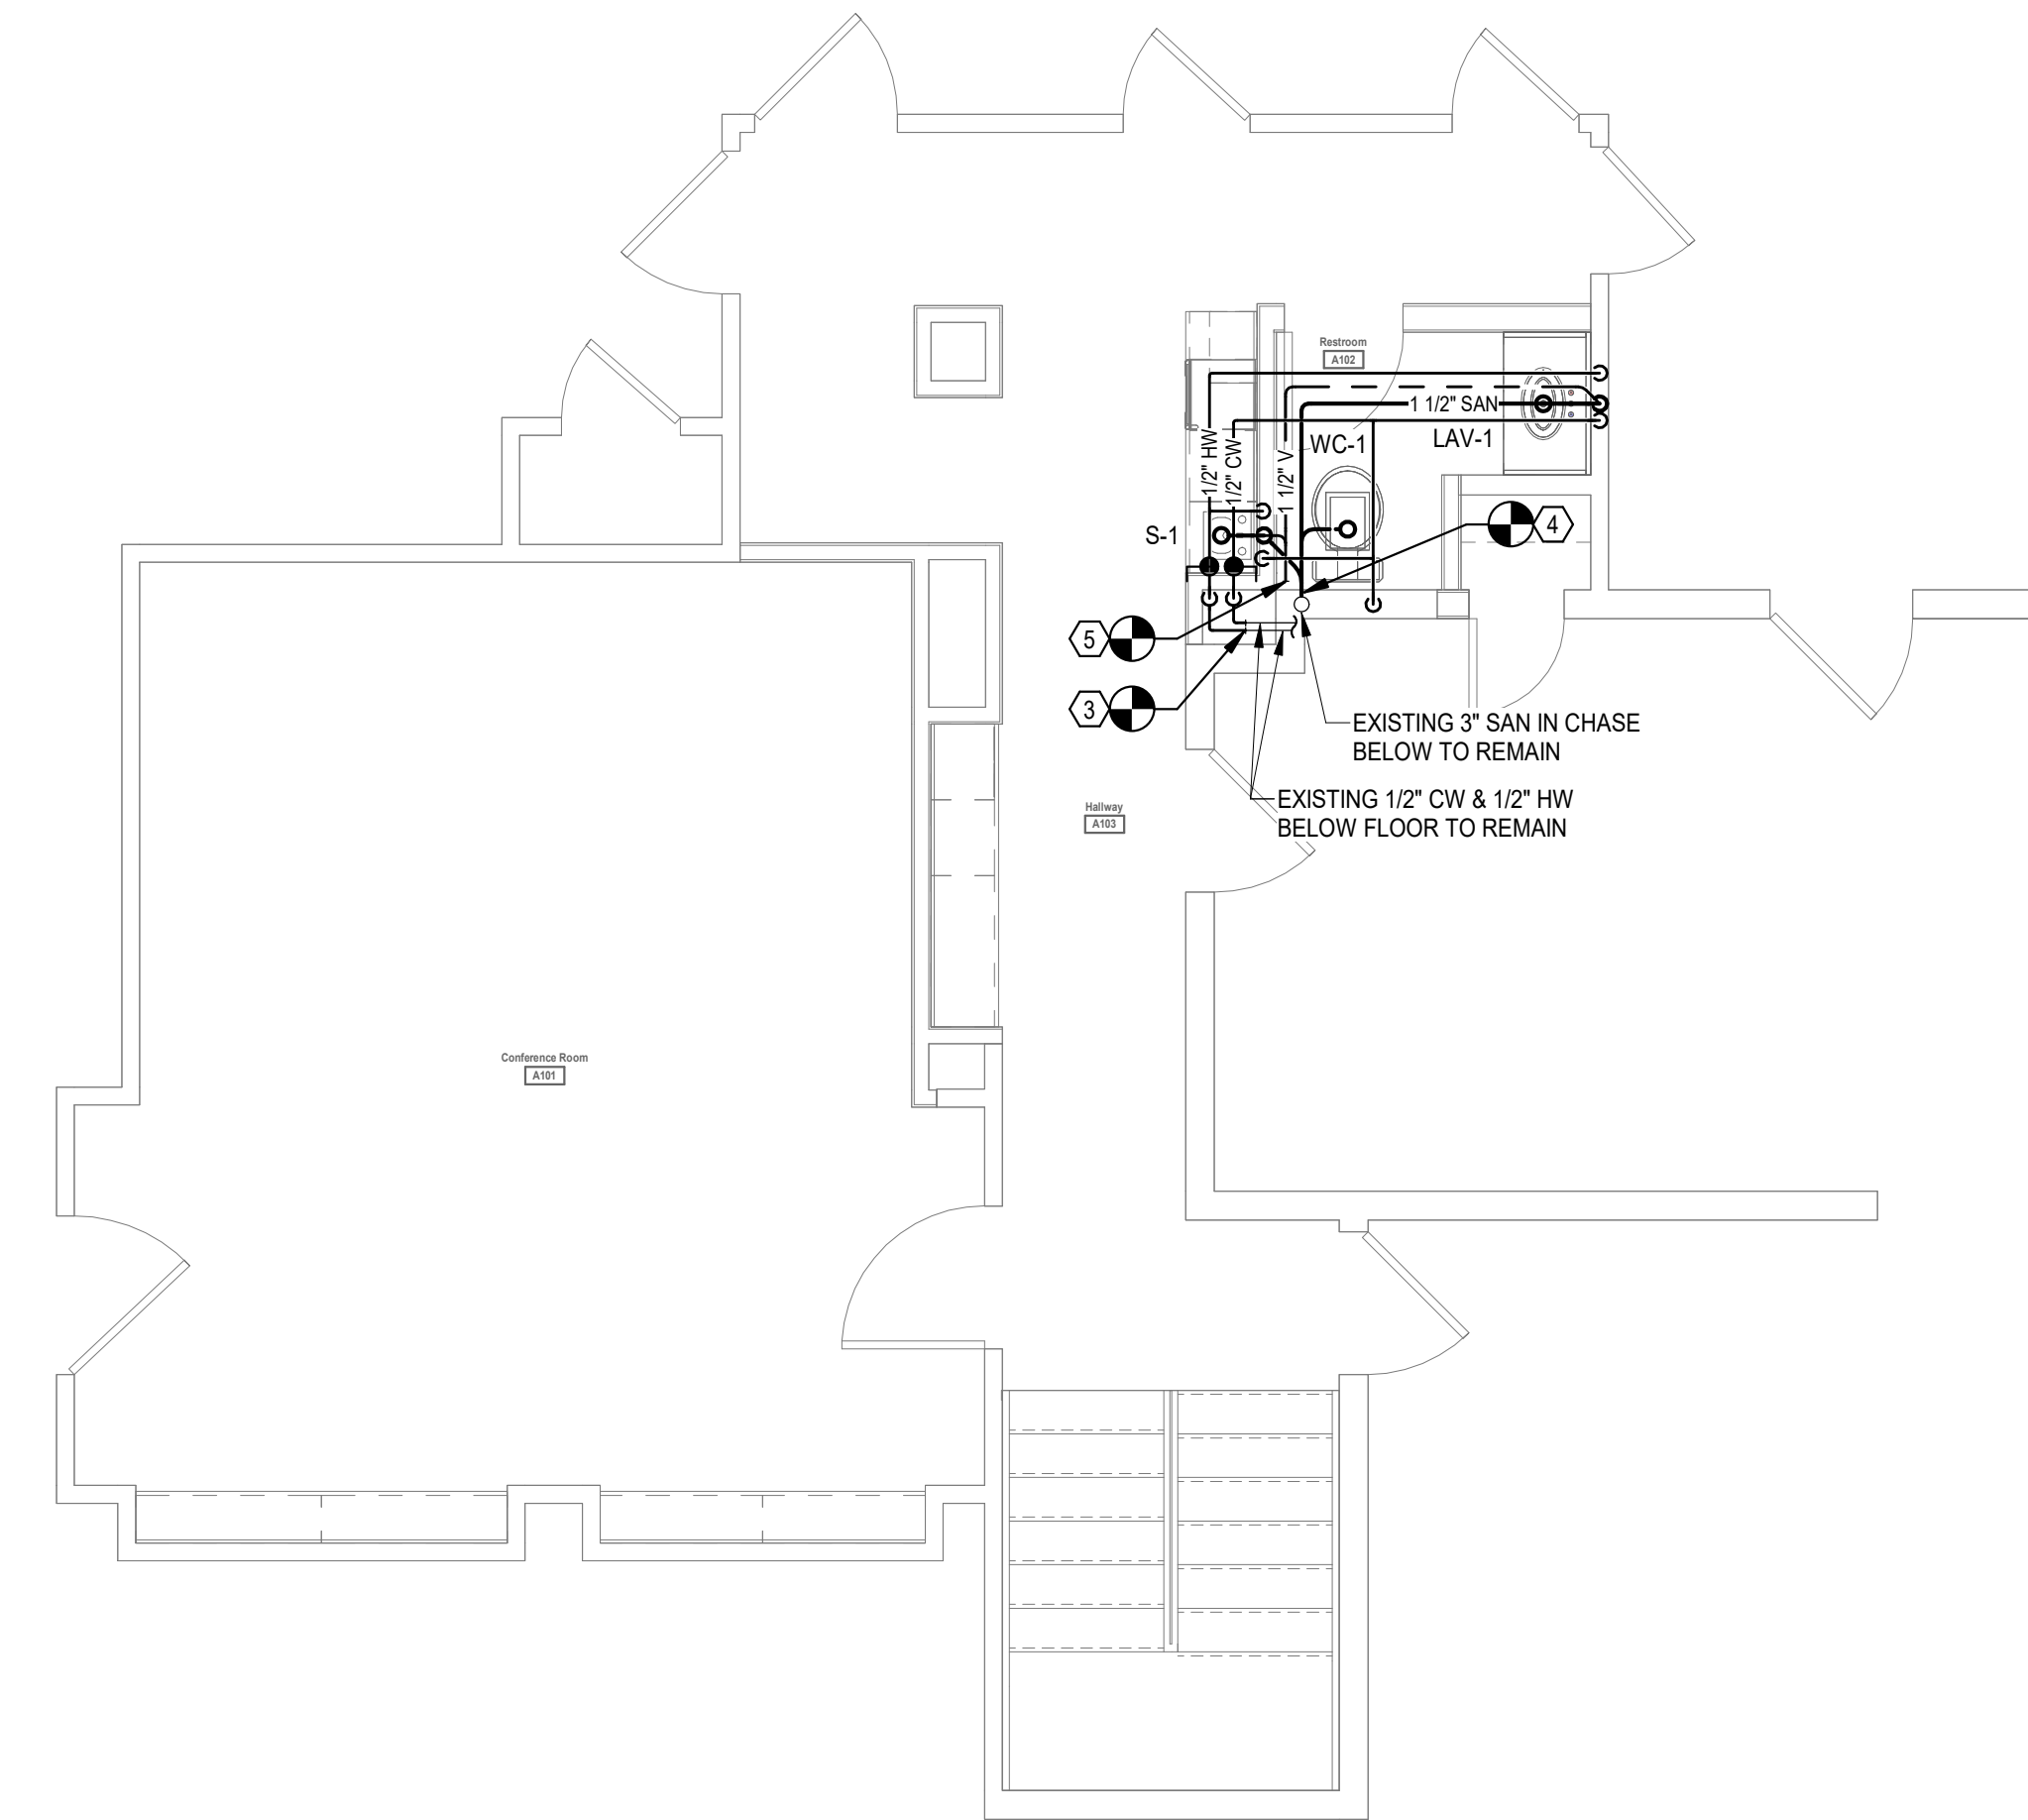 Restroom
A102
1 1/2" SAN
1/2" HW
1/2" CW
1 1/2" V
WC-1
LAV-1
S-1
4
5
3
EXISTING 3" SAN IN CHASE
BELOW TO REMAIN
EXISTING 1/2" CW & 1/2" HW
BELOW FLOOR TO REMAIN
Hallway
A103
Conference Room
A101